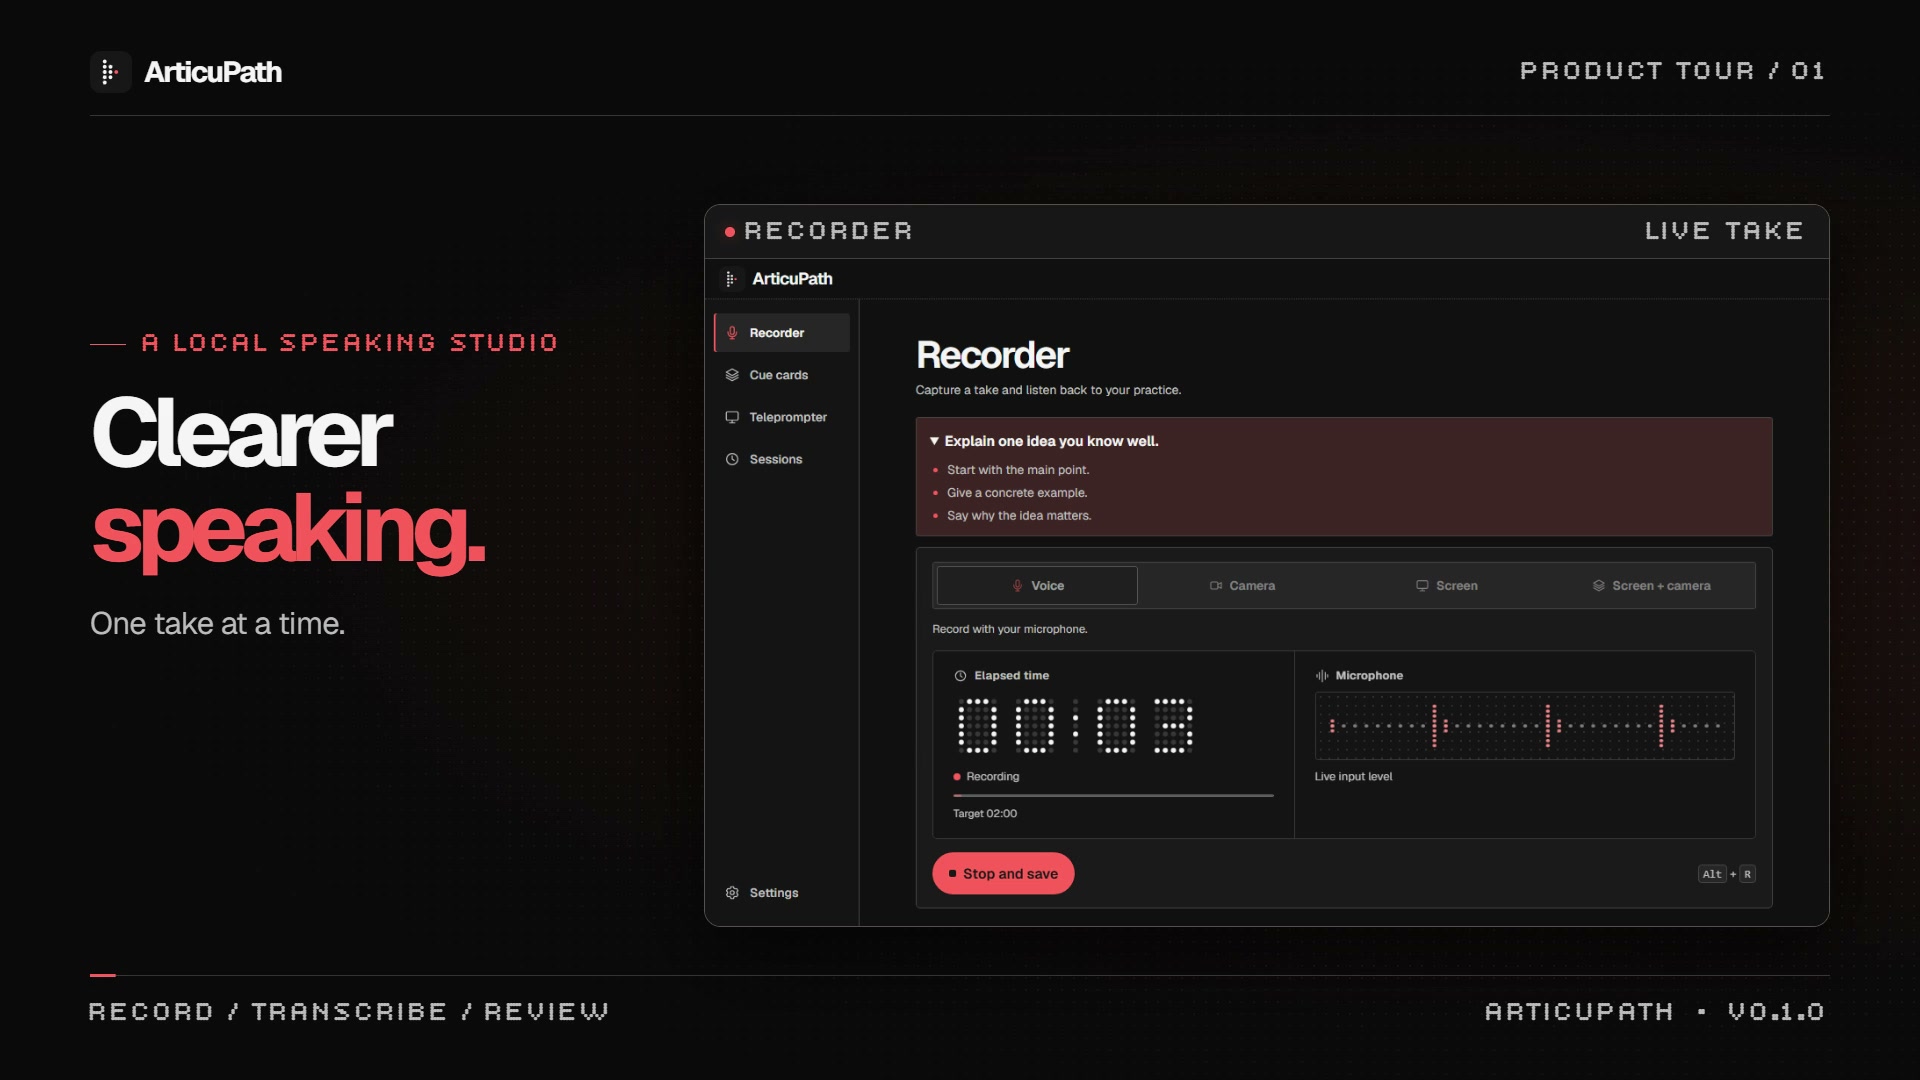 ArticuPath
PRODUCT TOUR / 01
A LOCAL SPEAKING STUDIO
Clearer
speaking.
One take at a time.
RECORDER
LIVE TAKE
ArticuPath
Recorder
Cue cards
Teleprompter
Sessions
Settings
Recorder
Capture a take and listen back to your practice.
▼ Explain one idea you know well.
• Start with the main point.
• Give a concrete example.
• Say why the idea matters.
Voice
Camera
Screen
Screen + camera
Record with your microphone.
Elapsed time
00:03
Recording
Target 02:00
Microphone
Live input level
Stop and save
Alt + R
RECORD / TRANSCRIBE / REVIEW
ARTICUPATH • V0.1.0